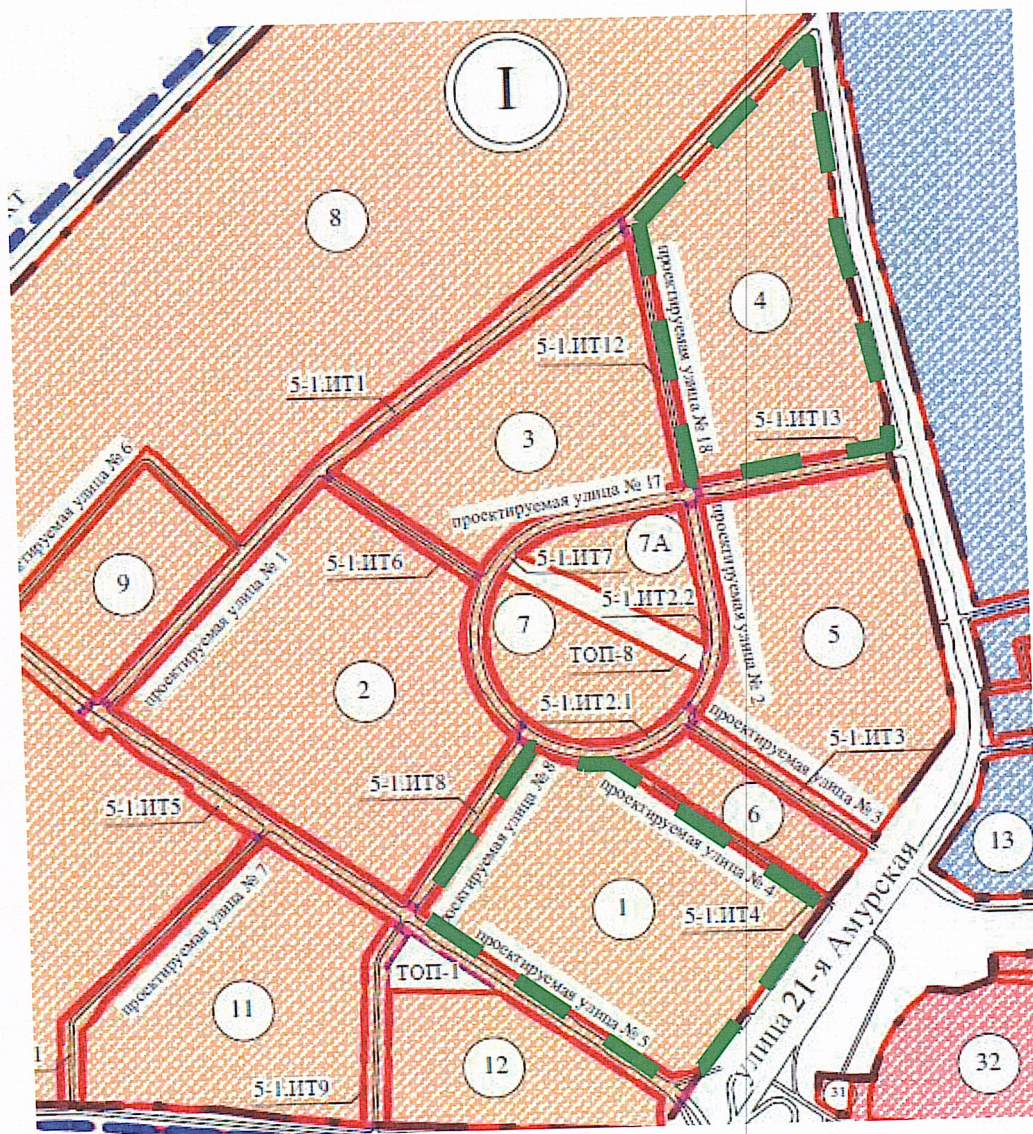 I
8
4
проектируемая улица № 18
5-1.ИТ12
5-1.ИТ1
5-1.ИТ13
3
проектируемая улица № 17
7А
5-1.ИТ7
5-1.ИТ6
9
проектируемая улица № 1
5-1.ИТ2.2
7
проектируемая улица № 2
5
ТОП-8
2
5-1.ИТ2.1
проектируемая улица № 3
5-1.ИТ3
5-1.ИТ8
5-1.ИТ5
проектируемая улица № 4
6
13
улица № 6
улица № 8
проектируемая улица № 7
1
5-1.ИТ4
улица 21-я Амурская
проектируемая улица № 5
ТОП-1
11
12
5-1.ИТ9
31
32
1